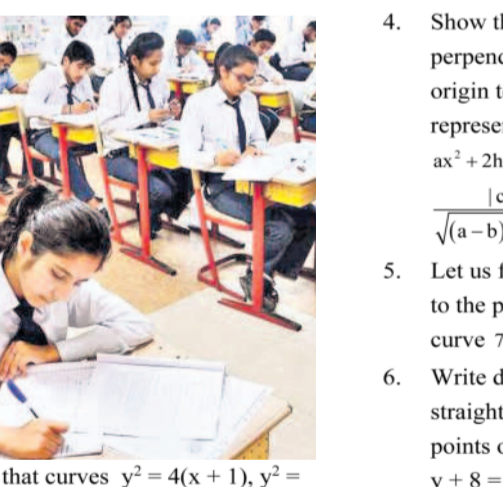 that curves y² = 4(x + 1), y² =
4. Show
perpend
origin
represe
ax² + 2h
| c
√(a – b)
5. Let us
to the p
curve 7
6. Write d
straight
points
y + 8 =